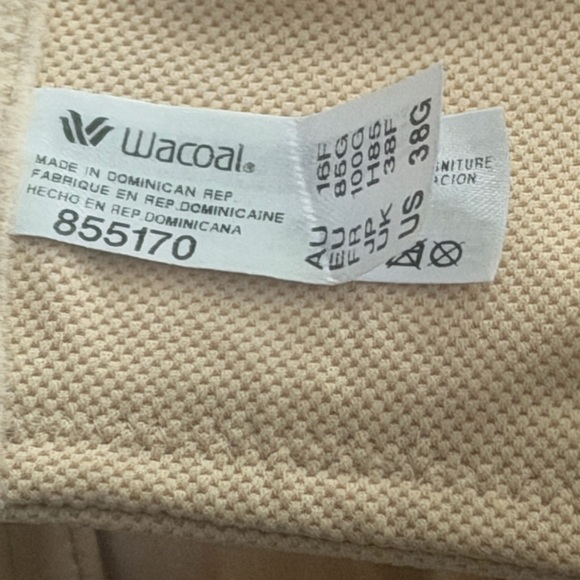 Wacoal®
MADE IN DOMINICAN REP.
FABRIQUE EN REP.DOMINICAINE
HECHO EN REP.DOMINICANA
855170
AU 16F
EU 85G
FR 100G
JP H85
UK 38F
US 38G